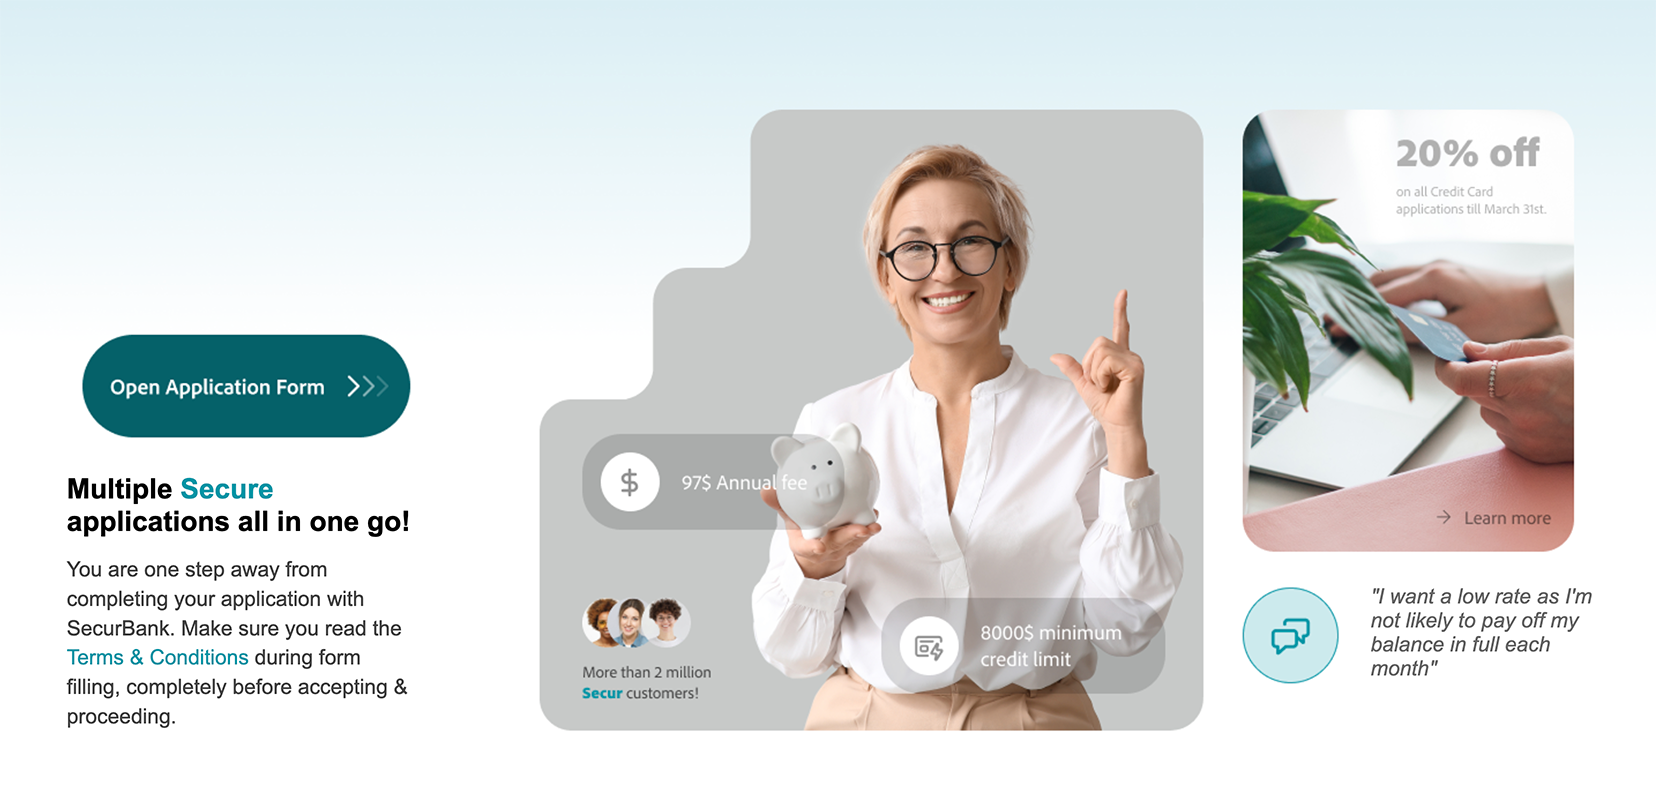 Open Application Form
Multiple Secure
applications all in one go!
You are one step away from
completing your application with
SecurBank. Make sure you read the
Terms & Conditions during form
filling, completely before accepting &
proceeding.
97$ Annual fee
More than 2 million
Secur customers!
8000$ minimum
credit limit
20% off
on all Credit Card
applications till March 31st.
Learn more
"I want a low rate as I'm
not likely to pay off my
balance in full each
month"